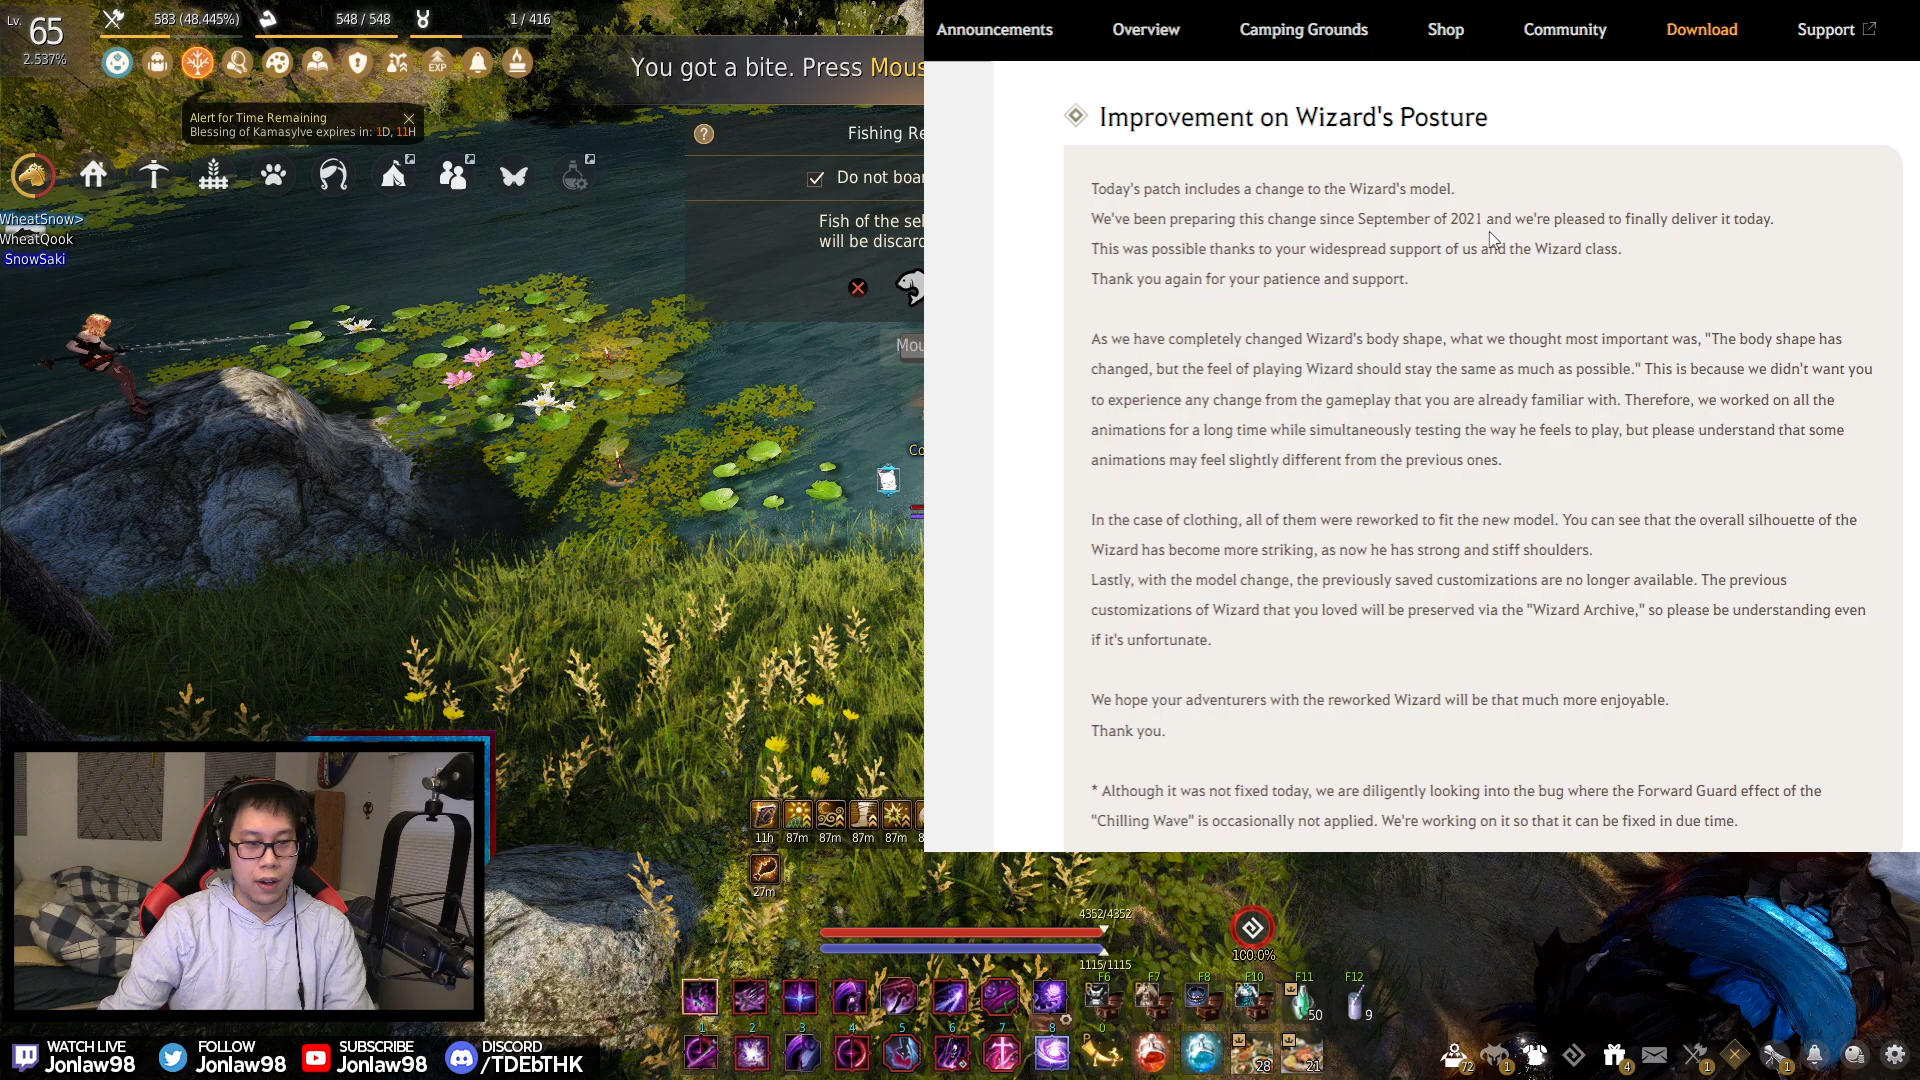 Lv.
65
2.537%
583 (48.445%)
548 / 548
1 / 416
EXP
You got a bite. Press Mous
Alert for Time Remaining
Blessing of Kamasylve expires in: 1D, 11H
WheatSnow>
WheatQook
SnowSaki
Fishing Re
Do not boar
Fish of the sel
will be discard
Mou
Co
Announcements
Overview
Camping Grounds
Shop
Community
Download
Support
Improvement on Wizard's Posture
Today's patch includes a change to the Wizard's model.
We've been preparing this change since September of 2021 and we're pleased to finally deliver it today.
This was possible thanks to your widespread support of us and the Wizard class.
Thank you again for your patience and support.
As we have completely changed Wizard's body shape, what we thought most important was, "The body shape has
changed, but the feel of playing Wizard should stay the same as much as possible." This is because we didn't want you
to experience any change from the gameplay that you are already familiar with. Therefore, we worked on all the
animations for a long time while simultaneously testing the way he feels to play, but please understand that some
animations may feel slightly different from the previous ones.
In the case of clothing, all of them were reworked to fit the new model. You can see that the overall silhouette of the
Wizard has become more striking, as now he has strong and stiff shoulders.
Lastly, with the model change, the previously saved customizations are no longer available. The previous
customizations of Wizard that you loved will be preserved via the "Wizard Archive," so please be understanding even
if it's unfortunate.
We hope your adventurers with the reworked Wizard will be that much more enjoyable.
Thank you.
* Although it was not fixed today, we are diligently looking into the bug where the Forward Guard effect of the
"Chilling Wave" is occasionally not applied. We're working on it so that it can be fixed in due time.
11h
87m
87m
87m
87m
27m
4352/4352
1115/1115
100.0%
F6
F7
F8
F10
F11
F12
50
9
1
2
3
4
5
6
7
8
0
28
21
72
1
4
1
1
WATCH LIVE
Jonlaw98
FOLLOW
Jonlaw98
SUBSCRIBE
Jonlaw98
DISCORD
/TDEbTHK